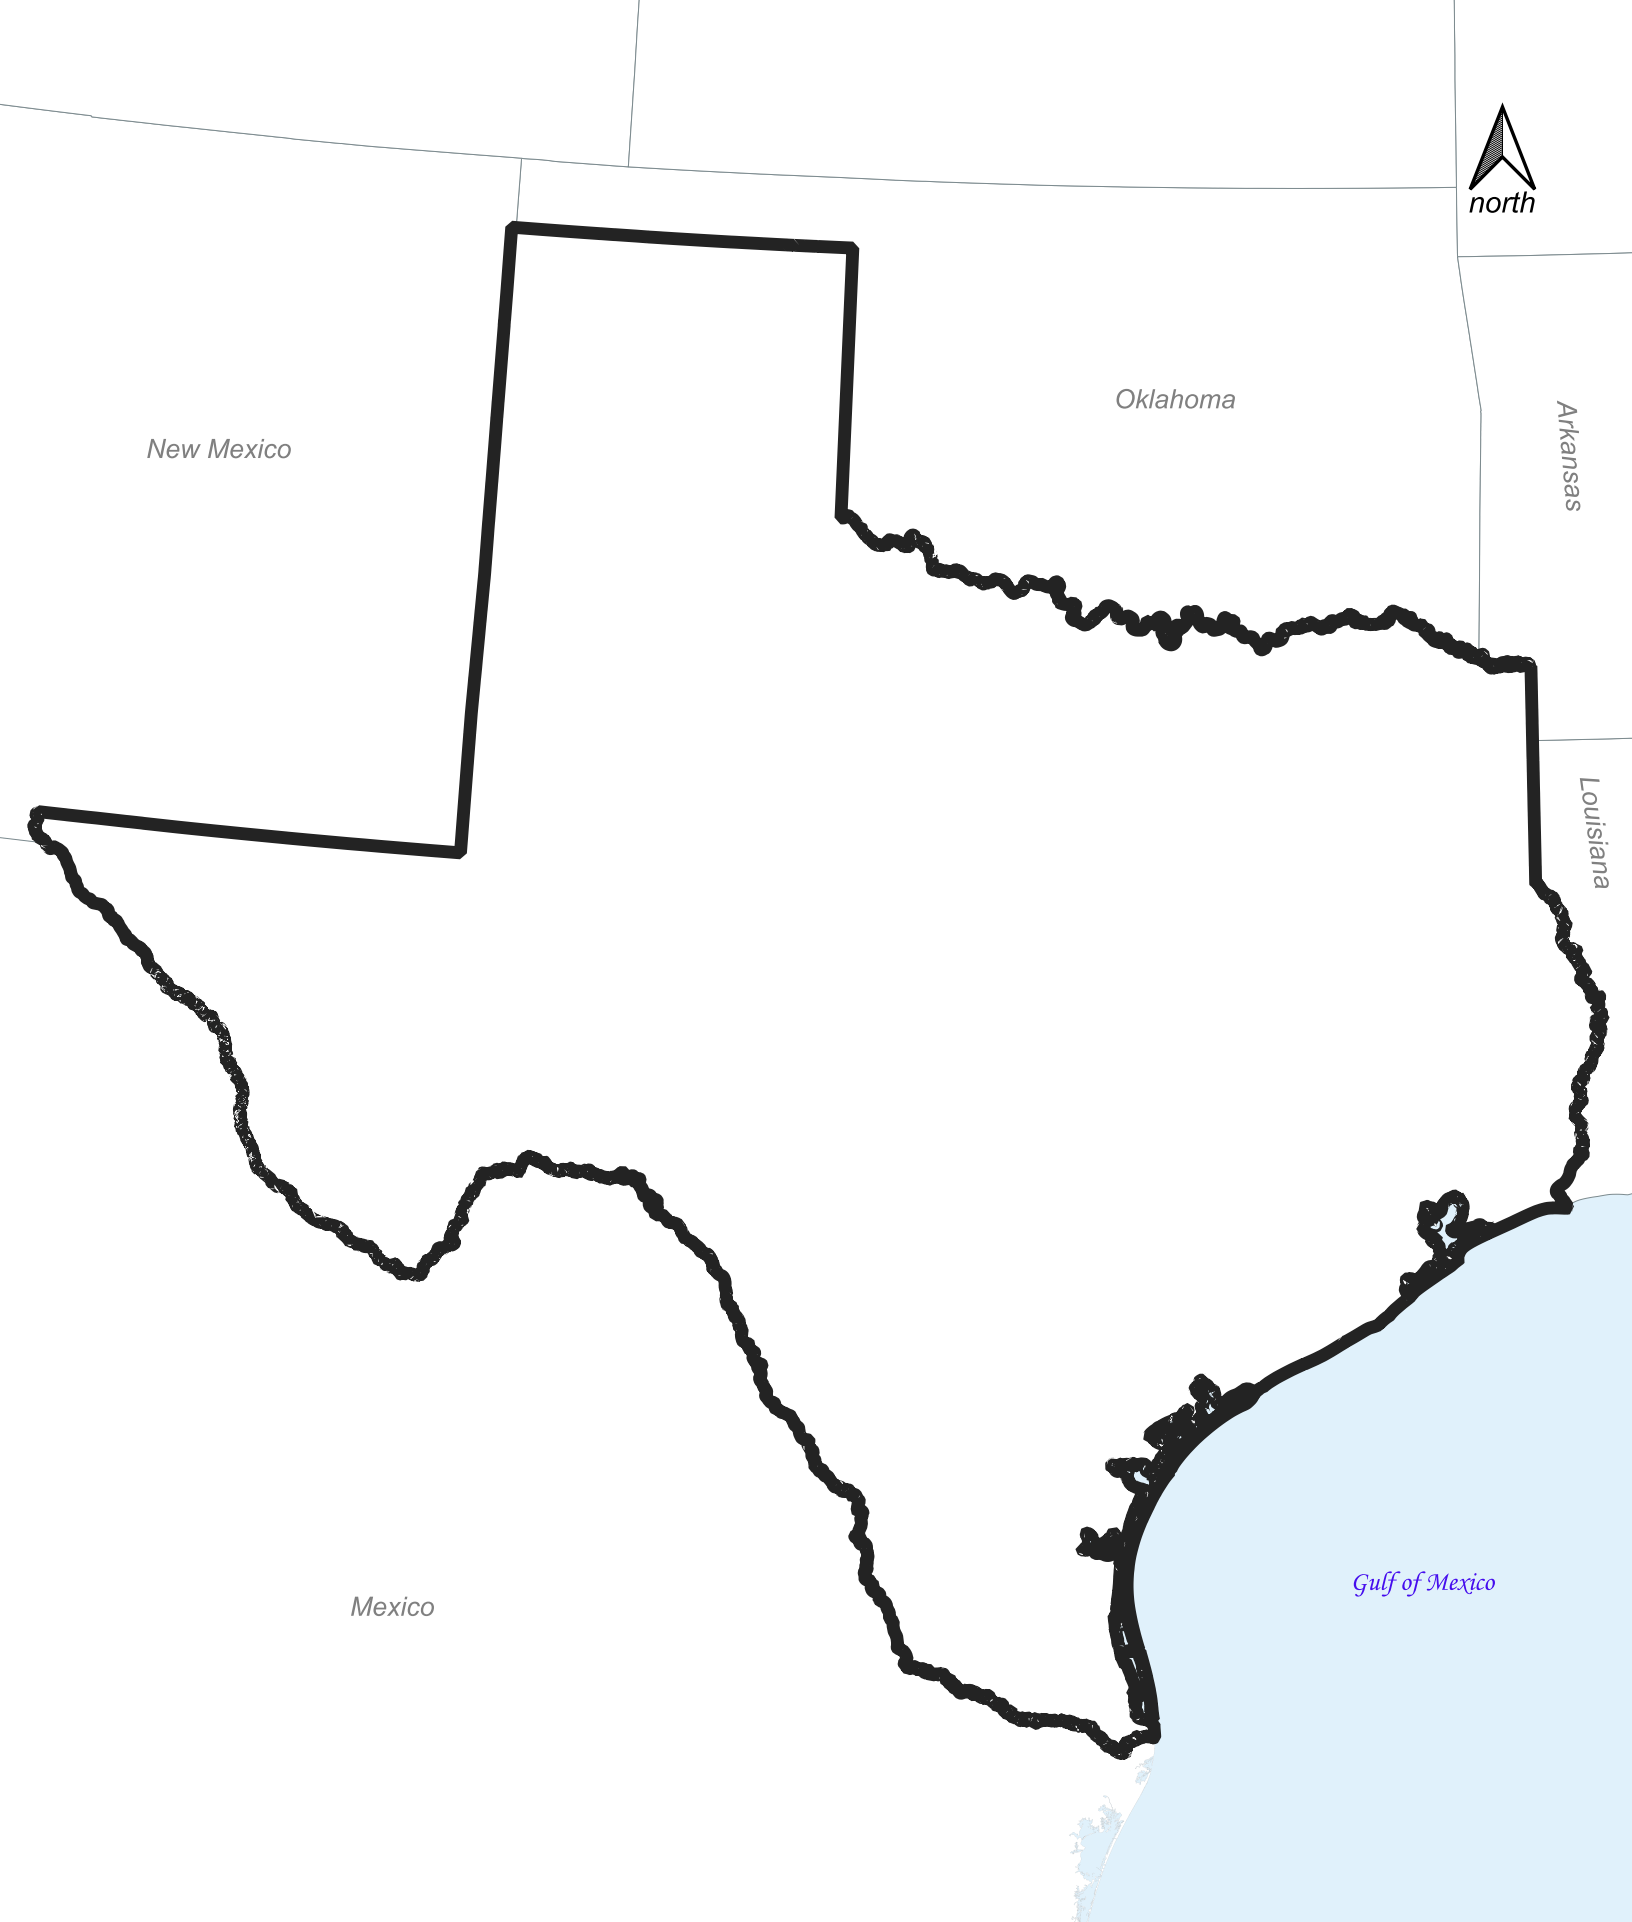 north
Oklahoma
Arkansas
New Mexico
Louisiana
Gulf of Mexico
Mexico